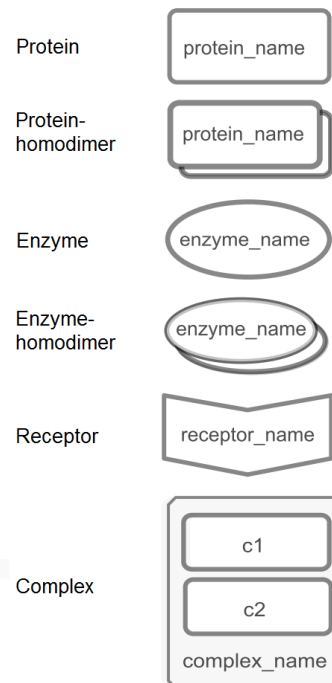 Protein
protein_name
Protein-
homodimer
protein_name
Enzyme
enzyme_name
Enzyme-
homodimer
enzyme_name
Receptor
receptor_name
Complex
c1
c2
complex_name